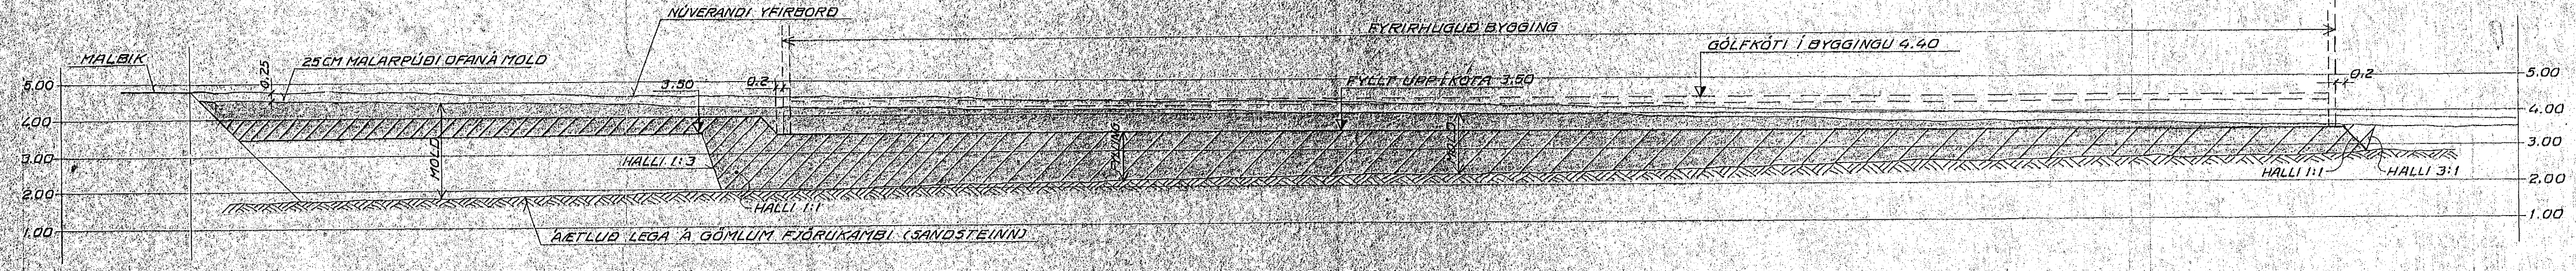 NÚVERANDI YFIRBORÐ
FYRIRHUGUÐ BYGGING
MALBIK
25CM MALARPÚÐI OFANÁ MOLD
GÓLFKÓTI Í BYGGINGU 4.40
0.25
3.50
0.2
FYLLT UPP Í KÓTA 3.50
0.2
5.00
5.00
4.00
4.00
MOLD
MOLD
3.00
3.00
HALLI 1:3
HALLI 1:1
HALLI 3:1
2.00
2.00
HALLI 1:1
1.00
1.00
ÁÆTLUÐ LEGA Á GÖMLUM FJÖRUKAMBI (SANDSTEINN)